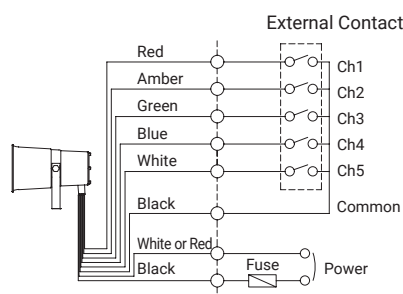 External Contact
Red
Ch1
Amber
Ch2
Green
Ch3
Blue
Ch4
White
Ch5
Black
Common
White or Red
Black
Fuse
Power